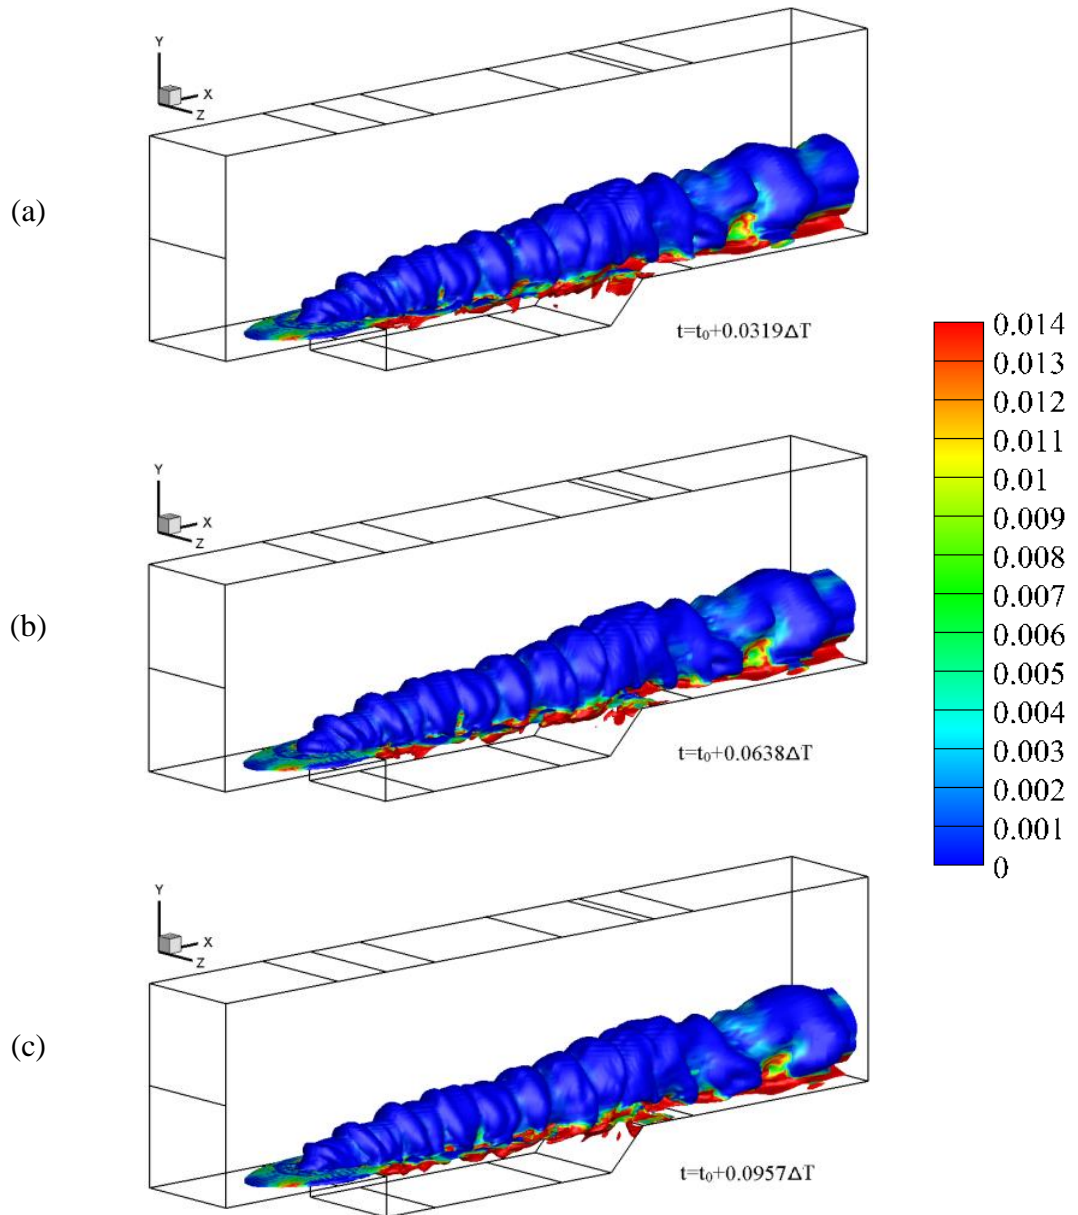 Y
X
Z
(a)
t=t₀+0.0319ΔT
0.014
0.013
0.012
0.011
0.01
0.009
0.008
0.007
0.006
0.005
0.004
0.003
0.002
0.001
0
Y
X
Z
(b)
t=t₀+0.0638ΔT
Y
X
Z
(c)
t=t₀+0.0957ΔT